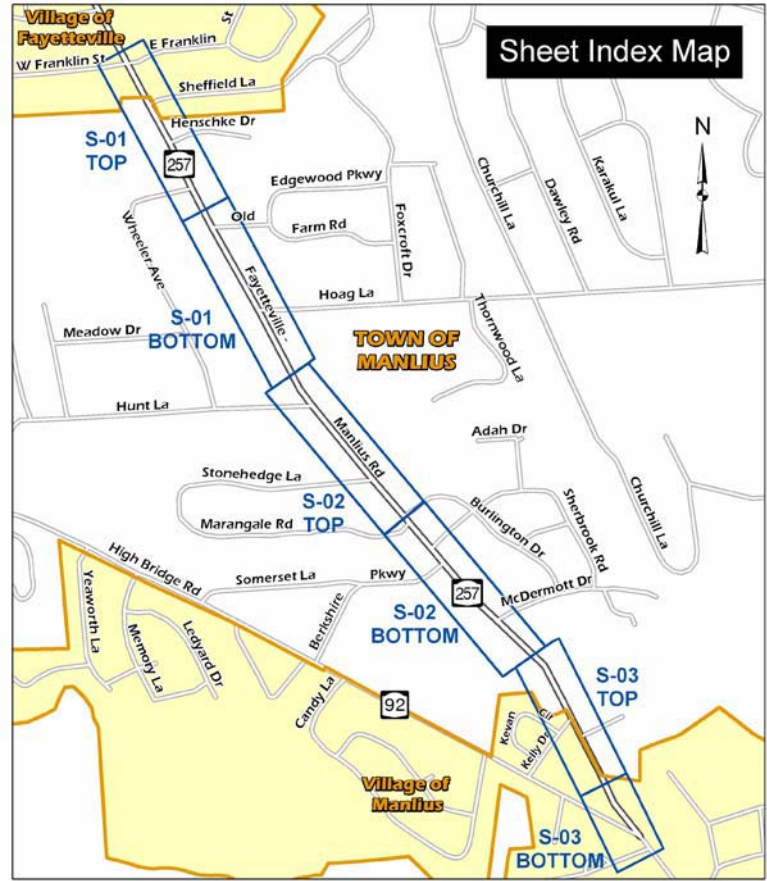 Village of
Fayetteville
E Franklin
St
W Franklin St
Sheet Index Map
Sheffield La
Henschke Dr
S-01
TOP
257
N
Edgewood Pkwy
Old
Farm Rd
Foxcroft Dr
Churchill La
Dawley Rd
Karakul La
Wheeler Ave
Fayetteville -
Hoag La
S-01
BOTTOM
Meadow Dr
TOWN OF
MANLIUS
Thornwood La
Hunt La
Manlius Rd
Adah Dr
Stonehedge La
S-02
TOP
Marangale Rd
Burlington Dr
Sherbrook Rd
Churchill La
High Bridge Rd
Somerset La
Pkwy
Berkshire
257
McDermott Dr
S-02
BOTTOM
Yeaworth La
Memory La
Ledyard Dr
S-03
TOP
Candy La
92
Kevan
Cir
Kelly Dr
Village of
Manlius
S-03
BOTTOM